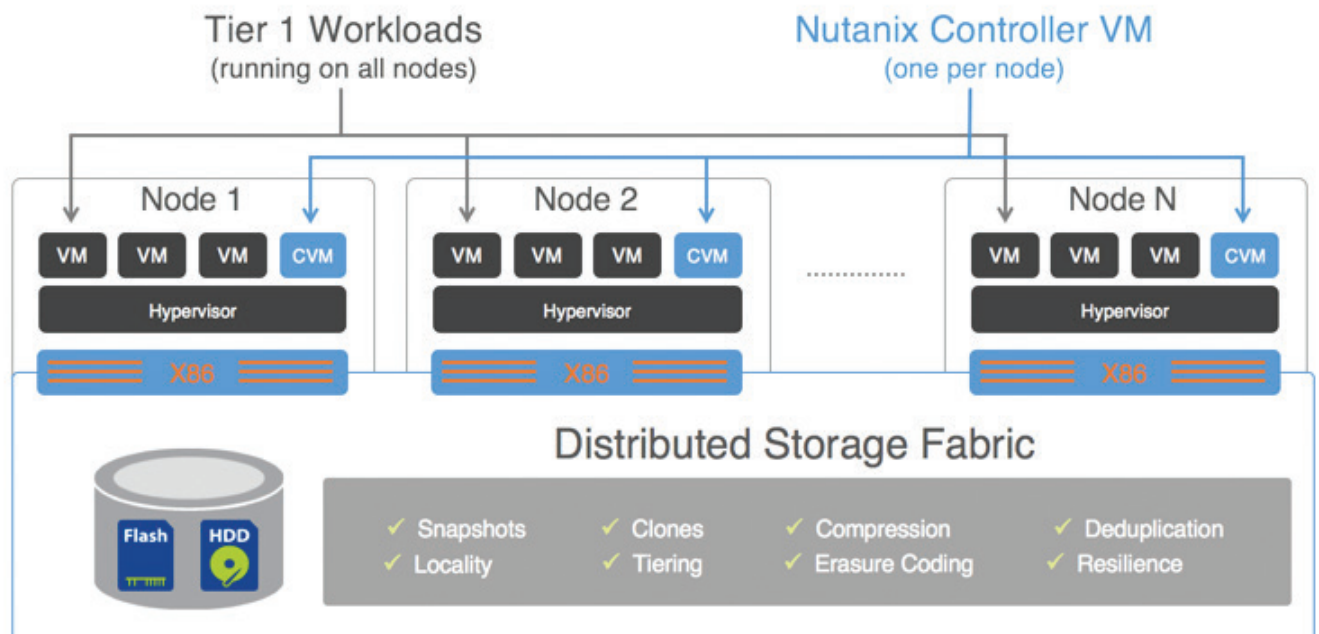 Tier 1 Workloads
(running on all nodes)
Nutanix Controller VM
(one per node)
Node 1
VM VM VM CVM
Hypervisor
X86
Node 2
VM VM VM CVM
Hypervisor
X86
Node N
VM VM VM CVM
Hypervisor
X86
Distributed Storage Fabric
Flash HDD
✓ Snapshots ✓ Clones ✓ Compression ✓ Deduplication
✓ Locality ✓ Tiering ✓ Erasure Coding ✓ Resilience